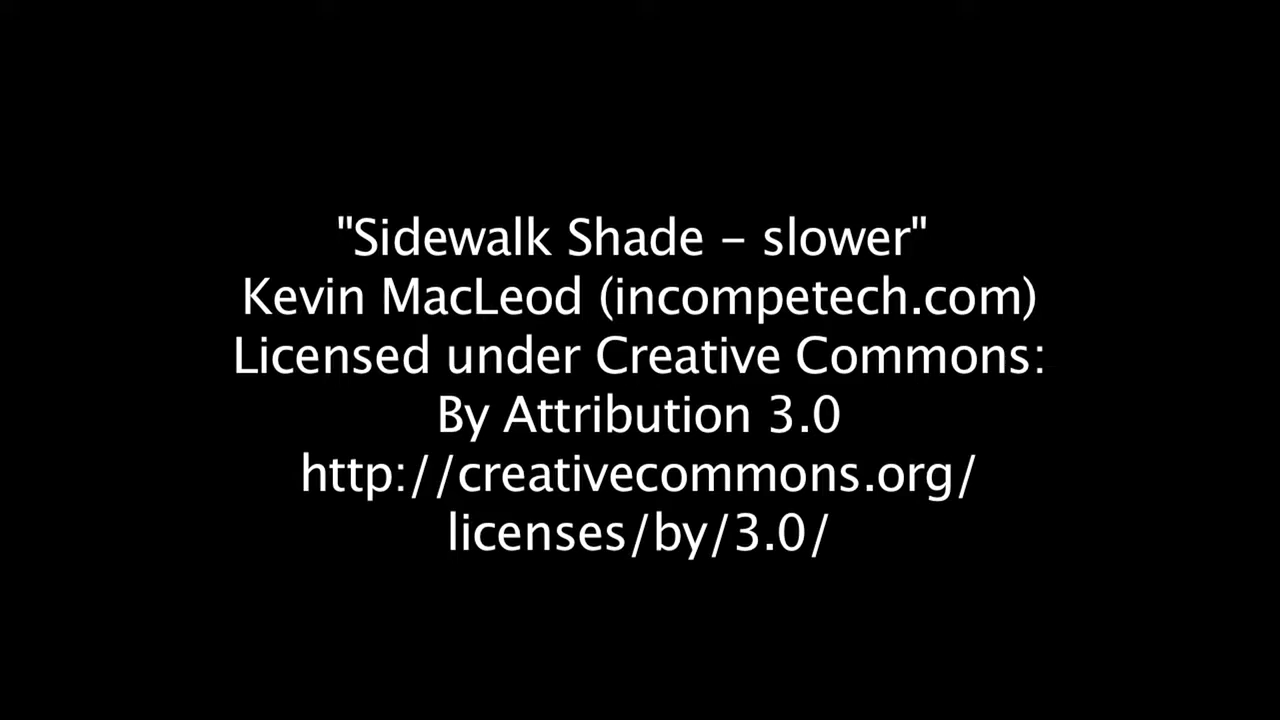 "Sidewalk Shade – slower"
Kevin MacLeod (incompetech.com)
Licensed under Creative Commons:
By Attribution 3.0
http://creativecommons.org/
licenses/by/3.0/